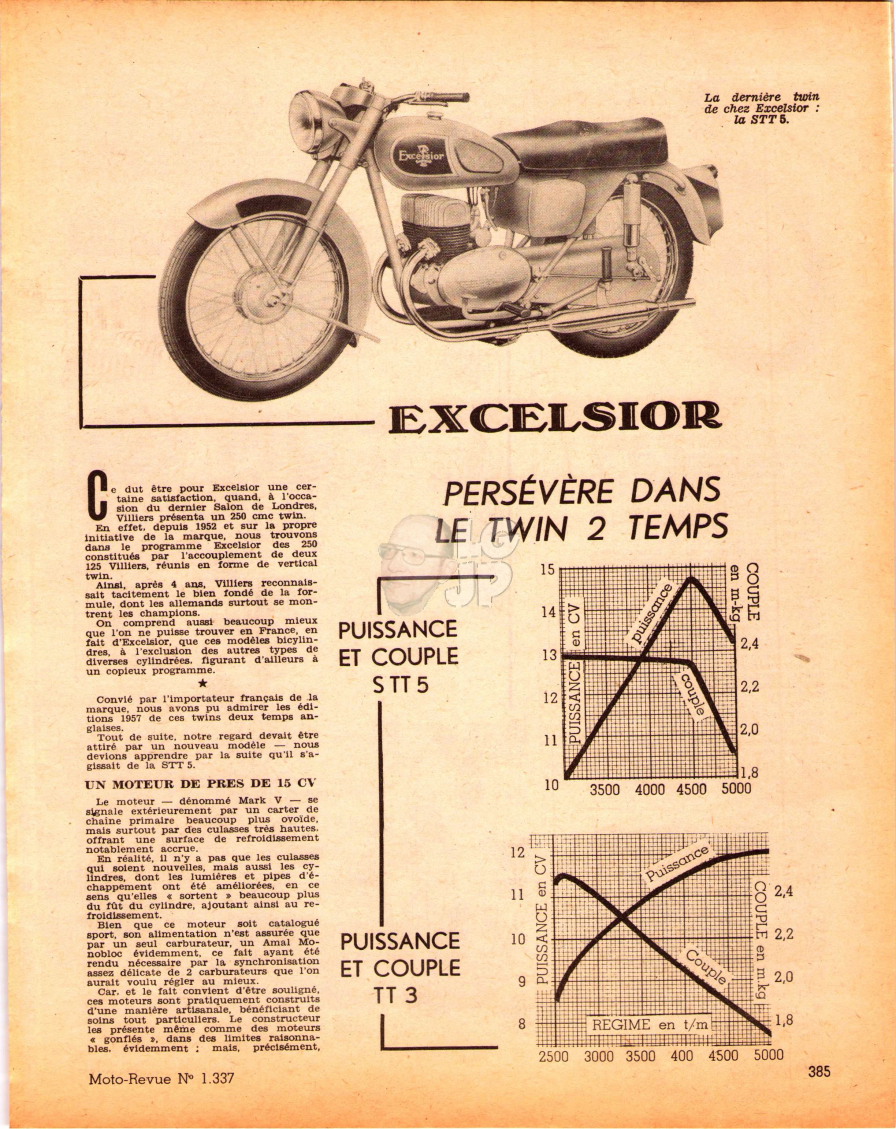 La dernière twin
de chez Excelsior :
la STT 5.
Excelsior
EXCELSIOR
PERSÉVÈRE DANS
LE TWIN 2 TEMPS
LC
JP
Ce dut être pour Excelsior une cer-
taine satisfaction, quand, à l'occa-
sion du dernier Salon de Londres,
Villiers présenta un 250 cmc twin.
En effet, depuis 1952 et sur la propre
initiative de la marque, nous trouvons
dans le programme Excelsior des 250
constitués par l'accouplement de deux
125 Villiers, réunis en forme de vertical
twin.
Ainsi, après 4 ans, Villiers reconnais-
sait tacitement le bien fondé de la for-
mule, dont les allemands surtout se mon-
trent les champions.
On comprend aussi beaucoup mieux
que l'on ne puisse trouver en France, en
fait d'Excelsior, que ces modèles bicylin-
dres, à l'exclusion des autres types de
diverses cylindrées, figurant d'ailleurs à
un copieux programme.
★
Convié par l'importateur français de la
marque, nous avons pu admirer les édi-
tions 1957 de ces twins deux temps an-
glaises.
Tout de suite, notre regard devait être
attiré par un nouveau modèle — nous
devions apprendre par la suite qu'il s'a-
gissait de la STT 5.
UN MOTEUR DE PRES DE 15 CV
Le moteur — dénommé Mark V — se
signale extérieurement par un carter de
chaîne primaire beaucoup plus ovoïde,
mais surtout par des culasses très hautes,
offrant une surface de refroidissement
notablement accrue.
En réalité, il n'y a pas que les culasses
qui soient nouvelles, mais aussi les cy-
lindres, dont les lumières et pipes d'é-
chappement ont été améliorées, en ce
sens qu'elles « sortent » beaucoup plus
du fût du cylindre, ajoutant ainsi au re-
froidissement.
Bien que ce moteur soit catalogué
sport, son alimentation n'est assurée que
par un seul carburateur, un Amal Mo-
nobloc évidemment, ce fait ayant été
rendu nécessaire par la synchronisation
assez délicate de 2 carburateurs que l'on
aurait voulu régler au mieux.
Car, et le fait convient d'être souligné,
ces moteurs sont pratiquement construits
d'une manière artisanale, bénéficiant de
soins tout particuliers. Le constructeur
les présente même comme des moteurs
« gonflés », dans des limites raisonna-
bles, évidemment ; mais, précisément,
PUISSANCE
ET COUPLE
S TT 5
15
14
13
12
11
10
PUISSANCE en CV
puissance
couple
COUPLE
en m·kg
2,4
2,2
2,0
1,8
3500 4000 4500 5000
PUISSANCE
ET COUPLE
TT 3
12
11
10
9
8
PUISSANCE en CV
Puissance
Couple
COUPLE en m.kg
2,4
2,2
2,0
1,8
REGIME en t/m
2500 3000 3500 400 4500 5000
Moto-Revue Nº 1.337
385